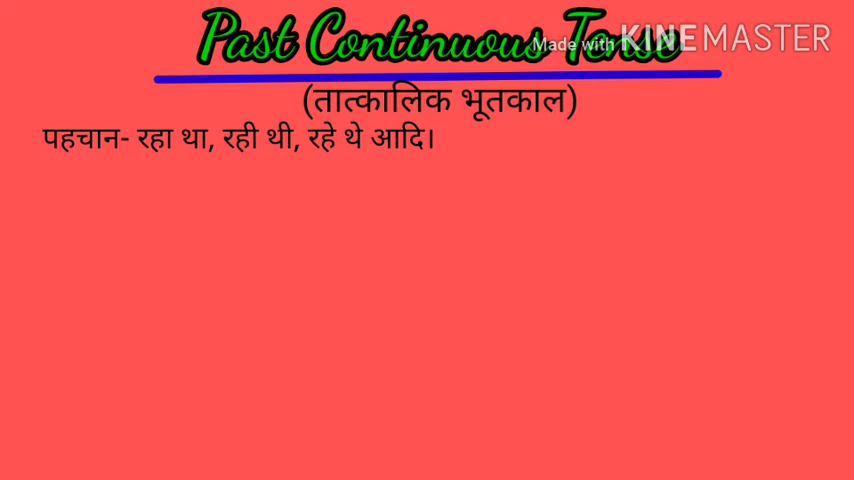 Past Continuous Tense
Made with KINEMASTER
(तात्कालिक भूतकाल)
पहचान- रहा था, रही थी, रहे थे आदि।